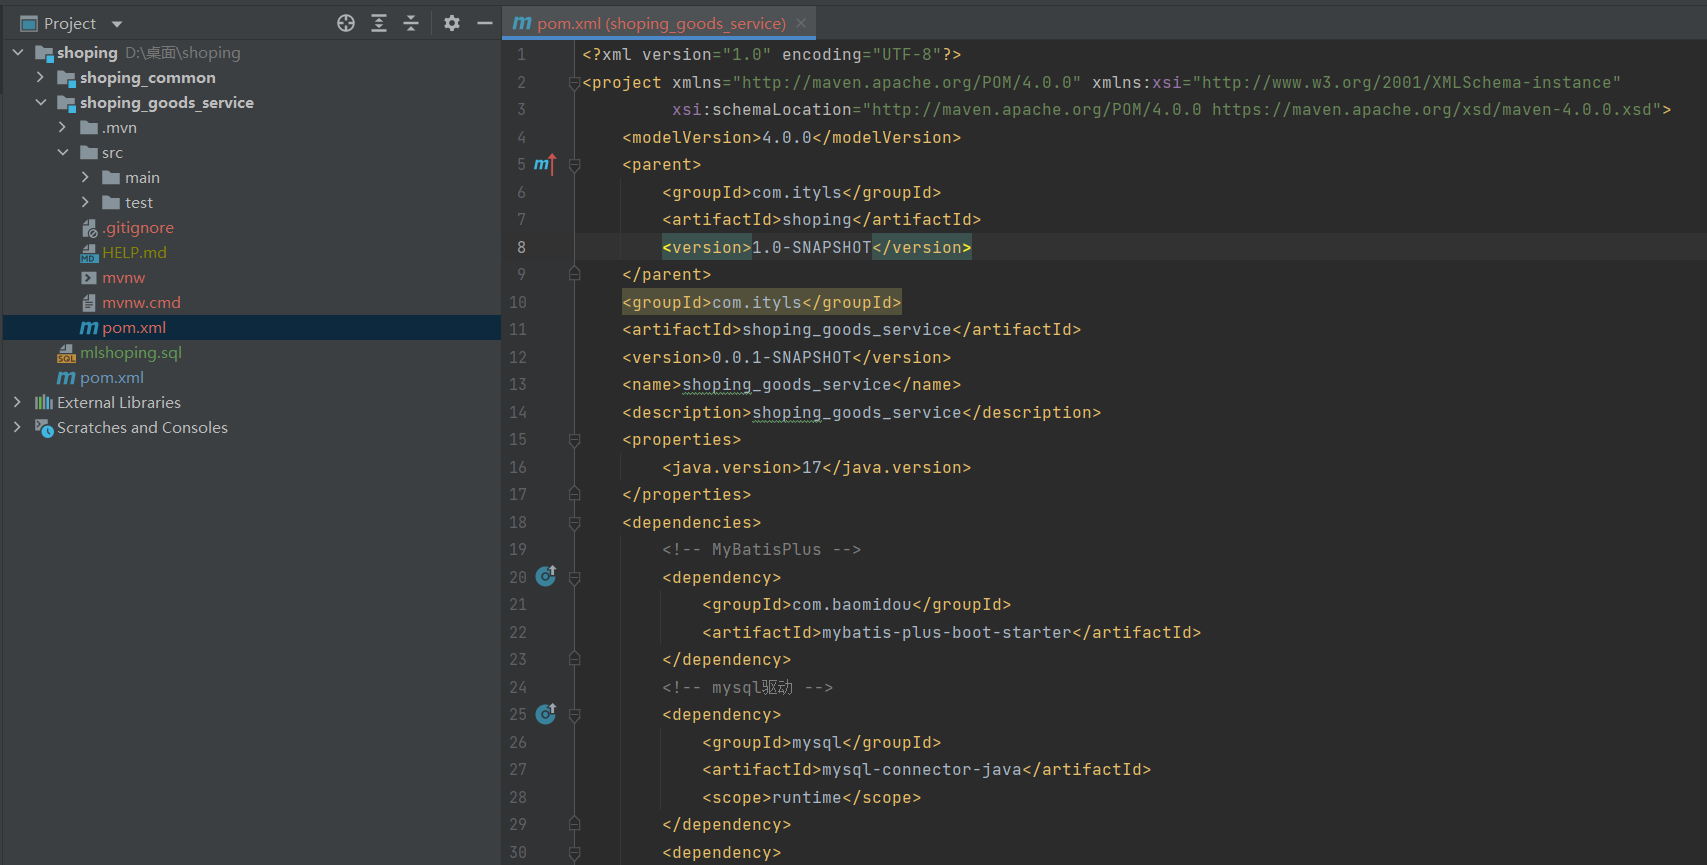 Project
shoping D:\桌面\shoping
shoping_common
shoping_goods_service
.mvn
src
main
test
.gitignore
HELP.md
mvnw
mvnw.cmd
pom.xml
mlshoping.sql
pom.xml
External Libraries
Scratches and Consoles
pom.xml (shoping_goods_service)
1 <?xml version="1.0" encoding="UTF-8"?>
2 <project xmlns="http://maven.apache.org/POM/4.0.0" xmlns:xsi="http://www.w3.org/2001/XMLSchema-instance"
3 xsi:schemaLocation="http://maven.apache.org/POM/4.0.0 https://maven.apache.org/xsd/maven-4.0.0.xsd">
4 <modelVersion>4.0.0</modelVersion>
5 <parent>
6 <groupId>com.ityls</groupId>
7 <artifactId>shoping</artifactId>
8 <version>1.0-SNAPSHOT</version>
9 </parent>
10 <groupId>com.ityls</groupId>
11 <artifactId>shoping_goods_service</artifactId>
12 <version>0.0.1-SNAPSHOT</version>
13 <name>shoping_goods_service</name>
14 <description>shoping_goods_service</description>
15 <properties>
16 <java.version>17</java.version>
17 </properties>
18 <dependencies>
19 <!-- MyBatisPlus -->
20 <dependency>
21 <groupId>com.baomidou</groupId>
22 <artifactId>mybatis-plus-boot-starter</artifactId>
23 </dependency>
24 <!-- mysql驱动 -->
25 <dependency>
26 <groupId>mysql</groupId>
27 <artifactId>mysql-connector-java</artifactId>
28 <scope>runtime</scope>
29 </dependency>
30 <dependency>